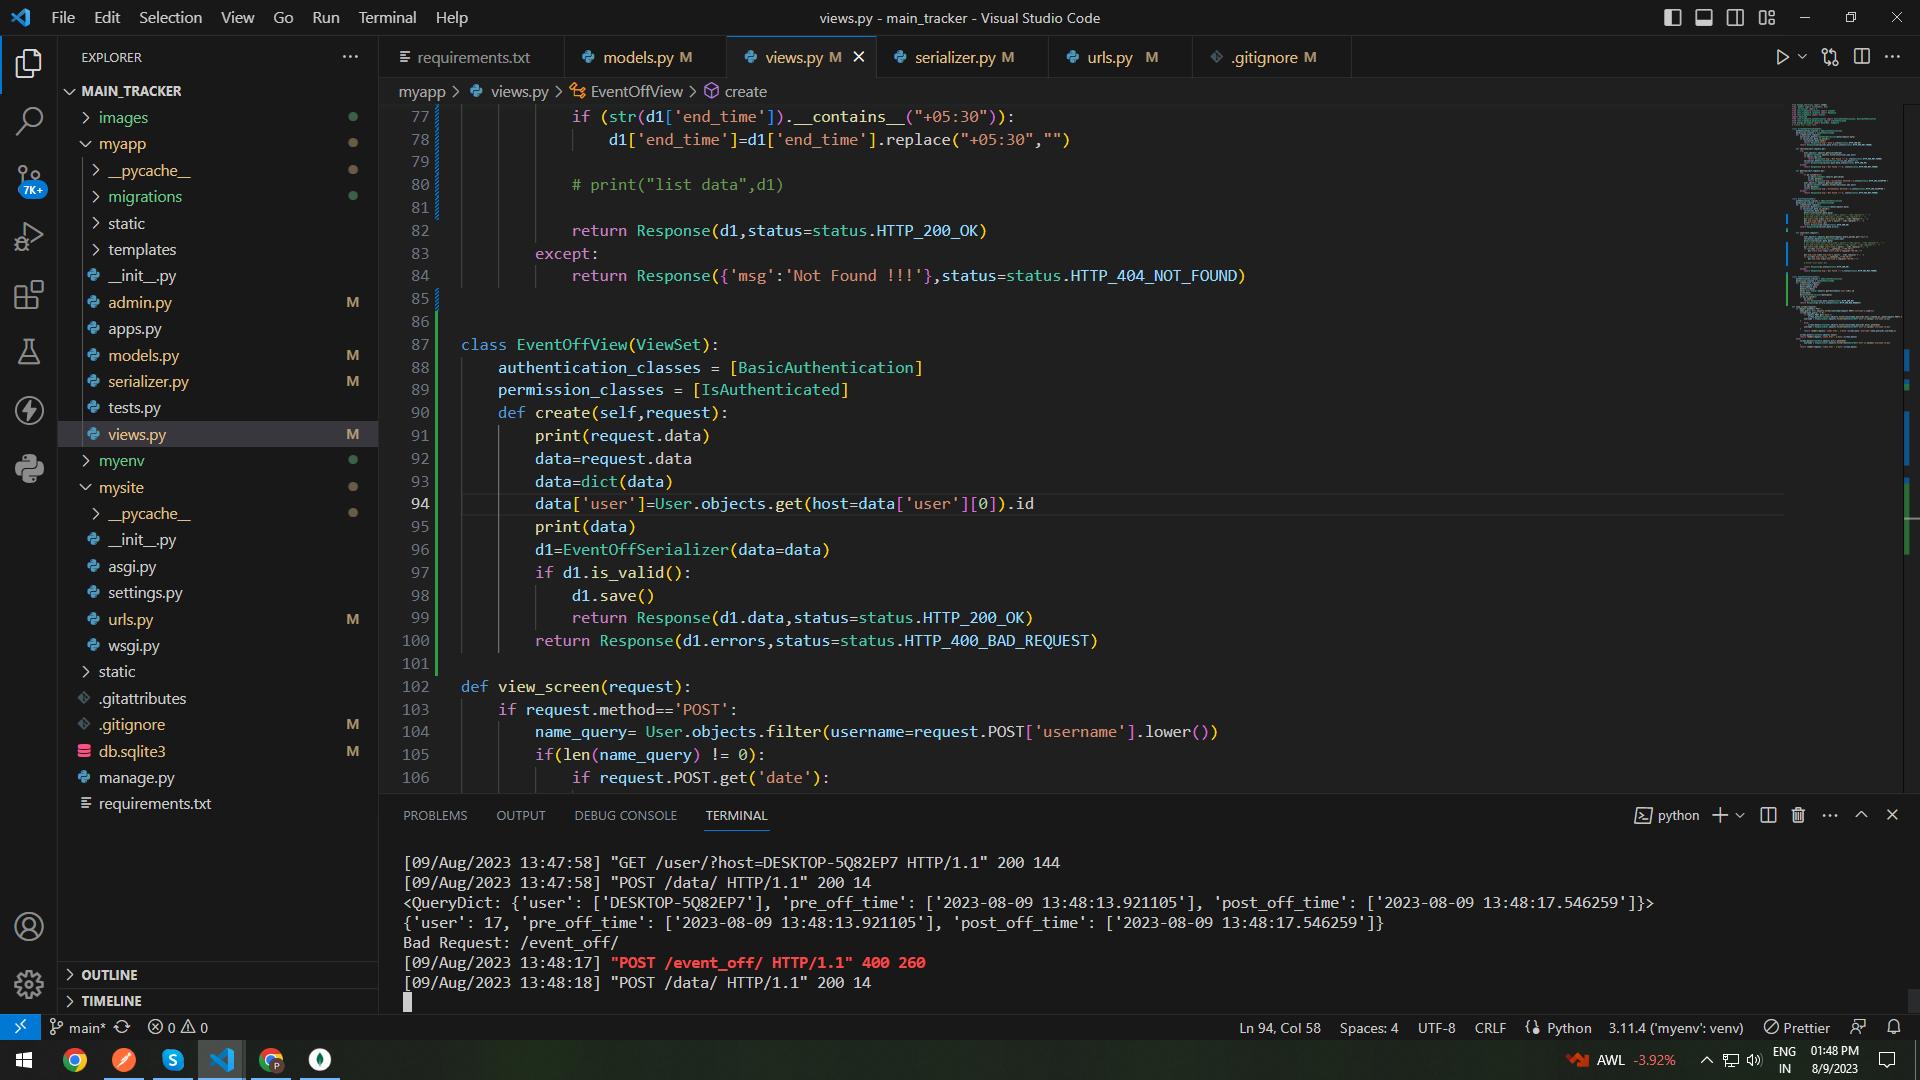 File Edit Selection View Go Run Terminal Help
views.py - main_tracker - Visual Studio Code
EXPLORER
requirements.txt
models.py M
views.py M
serializer.py M
urls.py M
.gitignore M
myapp > views.py > EventOffView > create
MAIN_TRACKER
images
myapp
__pycache__
migrations
static
templates
__init__.py
admin.py M
apps.py
models.py M
serializer.py M
tests.py
views.py M
myenv
mysite
__pycache__
__init__.py
asgi.py
settings.py
urls.py M
wsgi.py
static
.gitattributes
.gitignore M
db.sqlite3 M
manage.py
requirements.txt
OUTLINE
TIMELINE
7K+
77 if (str(d1['end_time']).__contains__("+05:30")):
78 d1['end_time']=d1['end_time'].replace("+05:30","")
79
80 # print("list data",d1)
81
82 return Response(d1,status=status.HTTP_200_OK)
83 except:
84 return Response({'msg':'Not Found !!!'},status=status.HTTP_404_NOT_FOUND)
85
86
87 class EventOffView(ViewSet):
88 authentication_classes = [BasicAuthentication]
89 permission_classes = [IsAuthenticated]
90 def create(self,request):
91 print(request.data)
92 data=request.data
93 data=dict(data)
94 data['user']=User.objects.get(host=data['user'][0]).id
95 print(data)
96 d1=EventOffSerializer(data=data)
97 if d1.is_valid():
98 d1.save()
99 return Response(d1.data,status=status.HTTP_200_OK)
100 return Response(d1.errors,status=status.HTTP_400_BAD_REQUEST)
101
102 def view_screen(request):
103 if request.method=='POST':
104 name_query= User.objects.filter(username=request.POST['username'].lower())
105 if(len(name_query) != 0):
106 if request.POST.get('date'):
PROBLEMS OUTPUT DEBUG CONSOLE TERMINAL
python
[09/Aug/2023 13:47:58] "GET /user/?host=DESKTOP-5Q82EP7 HTTP/1.1" 200 144
[09/Aug/2023 13:47:58] "POST /data/ HTTP/1.1" 200 14
<QueryDict: {'user': ['DESKTOP-5Q82EP7'], 'pre_off_time': ['2023-08-09 13:48:13.921105'], 'post_off_time': ['2023-08-09 13:48:17.546259']}>
{'user': 17, 'pre_off_time': ['2023-08-09 13:48:13.921105'], 'post_off_time': ['2023-08-09 13:48:17.546259']}
Bad Request: /event_off/
[09/Aug/2023 13:48:17] "POST /event_off/ HTTP/1.1" 400 260
[09/Aug/2023 13:48:18] "POST /data/ HTTP/1.1" 200 14
main* 0 0
Ln 94, Col 58 Spaces: 4 UTF-8 CRLF Python 3.11.4 ('myenv': venv) Prettier
AWL -3.92%
ENG
IN
01:48 PM
8/9/2023